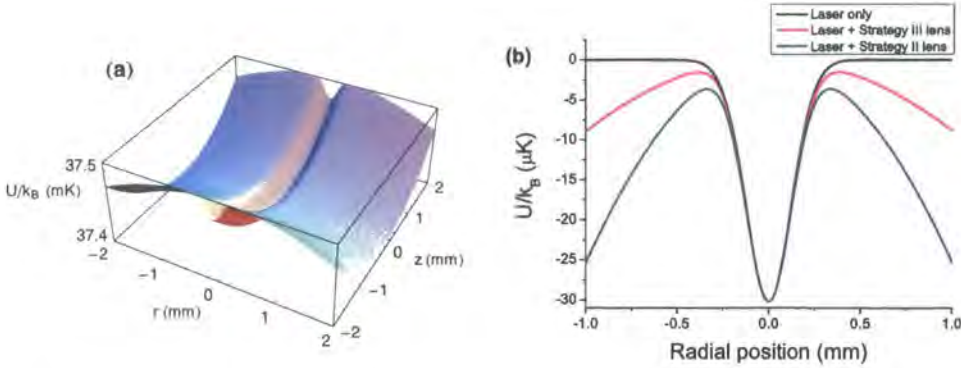 (a)
37.5
U/kB (mK)
37.4
-2
-1
0
1
2
r (mm)
-2
-1
0
1
2
z (mm)
(b)
Laser only
Laser + Strategy III lens
Laser + Strategy II lens
0
-5
-10
-15
-20
-25
-30
U/kB (μK)
-1.0
-0.5
0.0
0.5
1.0
Radial position (mm)